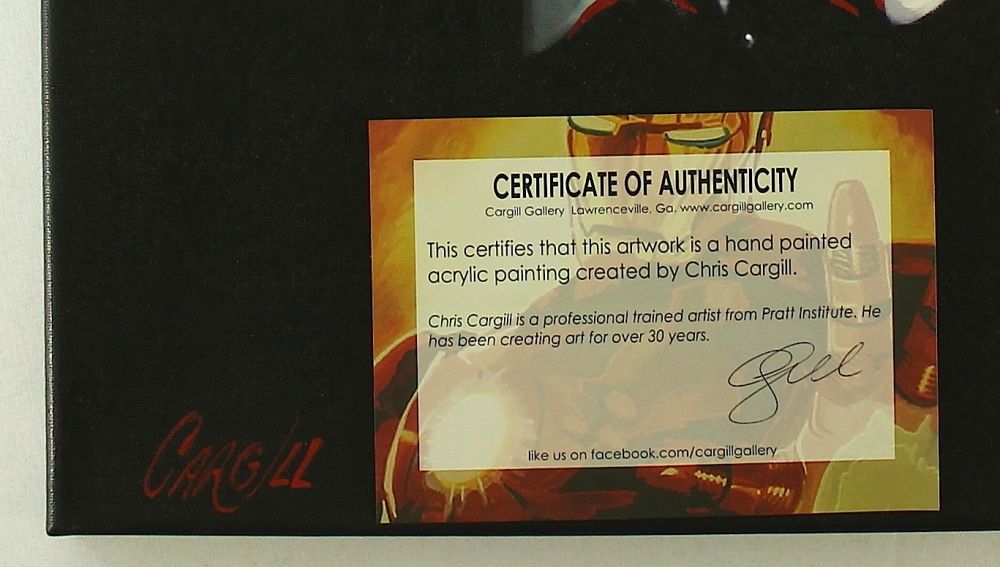 CERTIFICATE OF AUTHENTICITY
Cargill Gallery Lawrenceville, Ga. www.cargillgallery.com
This certifies that this artwork is a hand painted
acrylic painting created by Chris Cargill.
Chris Cargill is a professional trained artist from Pratt Institute. He
has been creating art for over 30 years.
like us on facebook.com/cargillgallery
CARGILL